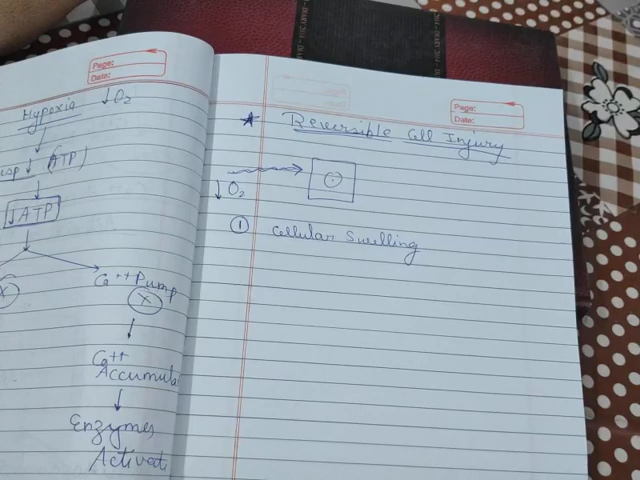 Page:
Date:
Hypoxia ↓O2
↓ (ATP)
↓ATP
Ca++ Pump
X
X
Ca++
Accumula
Enzymes
Activat
Page:
Date:
★ Reversible Cell Injury
↓O2
① Cellular Swelling